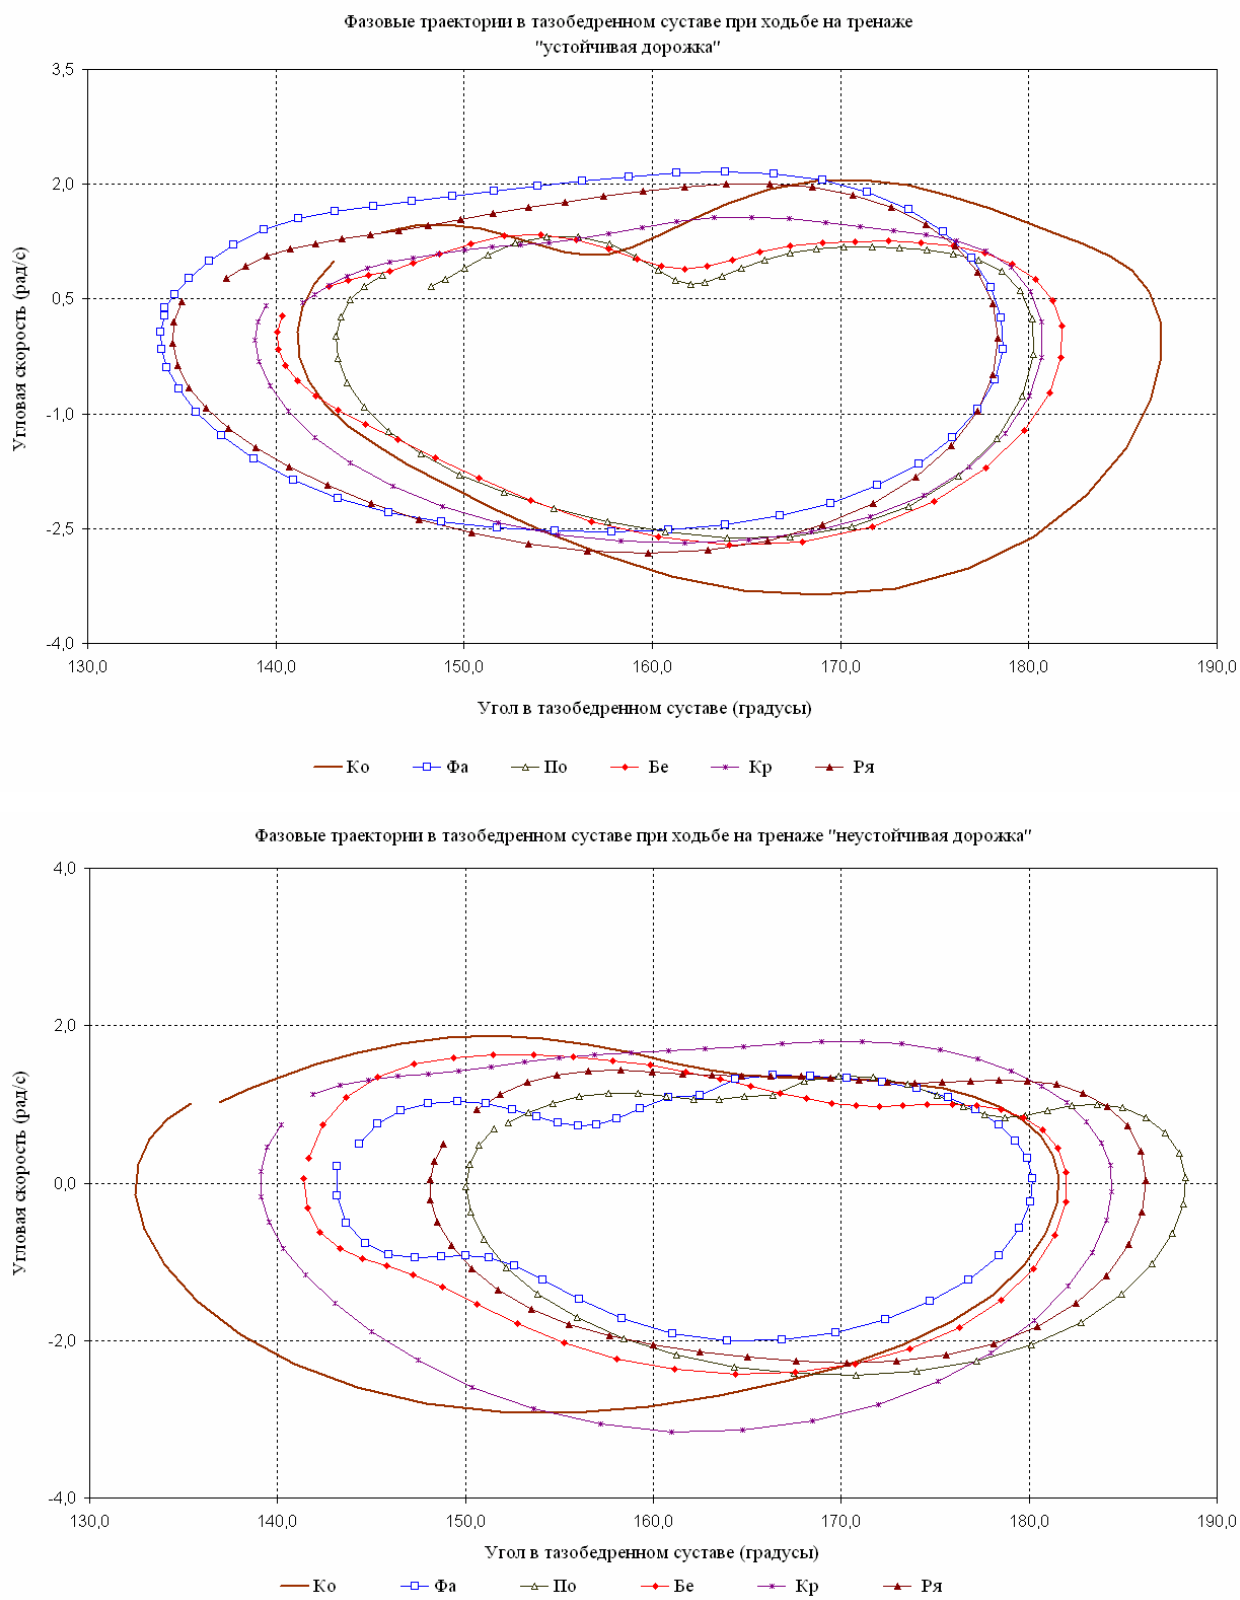 Фазовые траектории в тазобедренном суставе при ходьбе на тренаже
"устойчивая дорожка"
Угловая скорость (рад/с)
3,5
2,0
0,5
-1,0
-2,5
-4,0
130,0 140,0 150,0 160,0 170,0 180,0 190,0
Угол в тазобедренном суставе (градусы)
Ко Фа По Бе Кр Ря
Фазовые траектории в тазобедренном суставе при ходьбе на тренаже "неустойчивая дорожка"
Угловая скорость (рад/с)
4,0
2,0
0,0
-2,0
-4,0
130,0 140,0 150,0 160,0 170,0 180,0 190,0
Угол в тазобедренном суставе (градусы)
Ко Фа По Бе Кр Ря